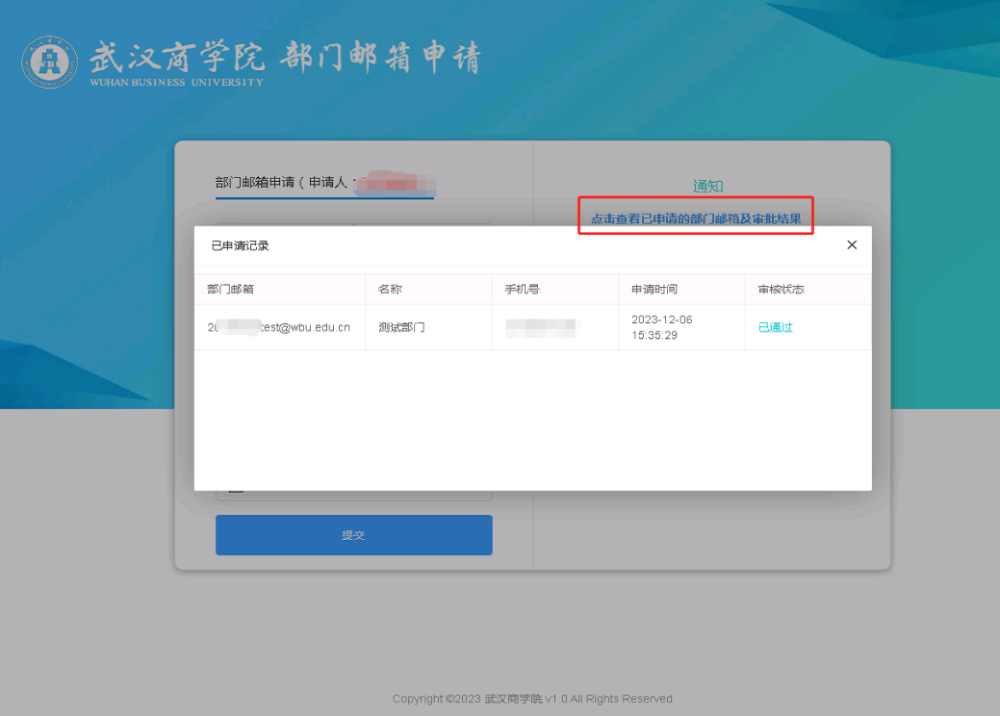 武汉商学院 部门邮箱申请
WUHAN BUSINESS UNIVERSITY
部门邮箱申请（申请人：
通知
点击查看已申请的部门邮箱及审批结果
已申请记录
部门邮箱 名称 手机号 申请时间 审核状态
test@wbu.edu.cn 测试部门 2023-12-06 已通过
15:35:29
提交
Copyright ©2023 武汉商学院 v1.0 All Rights Reserved